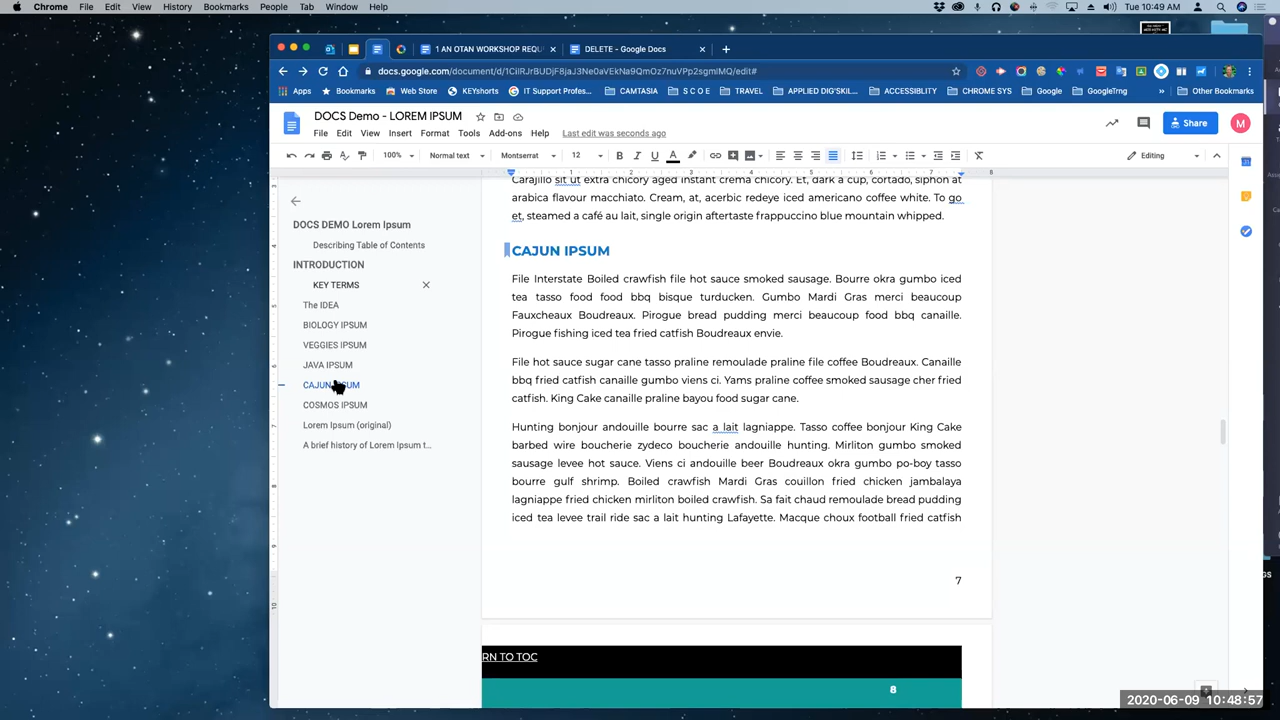 Chrome File Edit View History Bookmarks People Tab Window Help
Tue 10:49 AM
1 AN OTAN WORKSHOP REQU
DELETE - Google Docs
docs.google.com/document/d/1CilRJrBUDjF8jaJ3Ne0aVEkNa9QmOz7nuVPp2sgmlMQ/edit#
Apps Bookmarks Web Store KEYshorts IT Support Profes... CAMTASIA S C O E TRAVEL APPLIED DIG'SKIL... ACCESSIBLITY CHROME SYS Google GoogleTrng Other Bookmarks
DOCS Demo - LOREM IPSUM
File Edit View Insert Format Tools Add-ons Help Last edit was seconds ago
Share
M
100% Normal text Montserrat 12 B I U A Editing
DOCS DEMO Lorem Ipsum
Describing Table of Contents
INTRODUCTION
KEY TERMS
The IDEA
BIOLOGY IPSUM
VEGGIES IPSUM
JAVA IPSUM
CAJUN IPSUM
COSMOS IPSUM
Lorem Ipsum (original)
A brief history of Lorem Ipsum t...
Carajillo sit ut extra chicory aged instant crema chicory. Et, dark a cup, cortado, siphon at
arabica flavour macchiato. Cream, at, acerbic redeye iced americano coffee white. To go
et, steamed a café au lait, single origin aftertaste frappuccino blue mountain whipped.
CAJUN IPSUM
File Interstate Boiled crawfish file hot sauce smoked sausage. Bourre okra gumbo iced
tea tasso food food bbq bisque turducken. Gumbo Mardi Gras merci beaucoup
Fauxcheaux Boudreaux. Pirogue bread pudding merci beaucoup food bbq canaille.
Pirogue fishing iced tea fried catfish Boudreaux envie.
File hot sauce sugar cane tasso praline remoulade praline file coffee Boudreaux. Canaille
bbq fried catfish canaille gumbo viens ci. Yams praline coffee smoked sausage cher fried
catfish. King Cake canaille praline bayou food sugar cane.
Hunting bonjour andouille bourre sac a lait lagniappe. Tasso coffee bonjour King Cake
barbed wire boucherie zydeco boucherie andouille hunting. Mirliton gumbo smoked
sausage levee hot sauce. Viens ci andouille beer Boudreaux okra gumbo po-boy tasso
bourre gulf shrimp. Boiled crawfish Mardi Gras couillon fried chicken jambalaya
lagniappe fried chicken mirliton boiled crawfish. Sa fait chaud remoulade bread pudding
iced tea levee trail ride sac a lait hunting Lafayette. Macque choux football fried catfish
7
RN TO TOC
8
2020-06-09 10:48:57